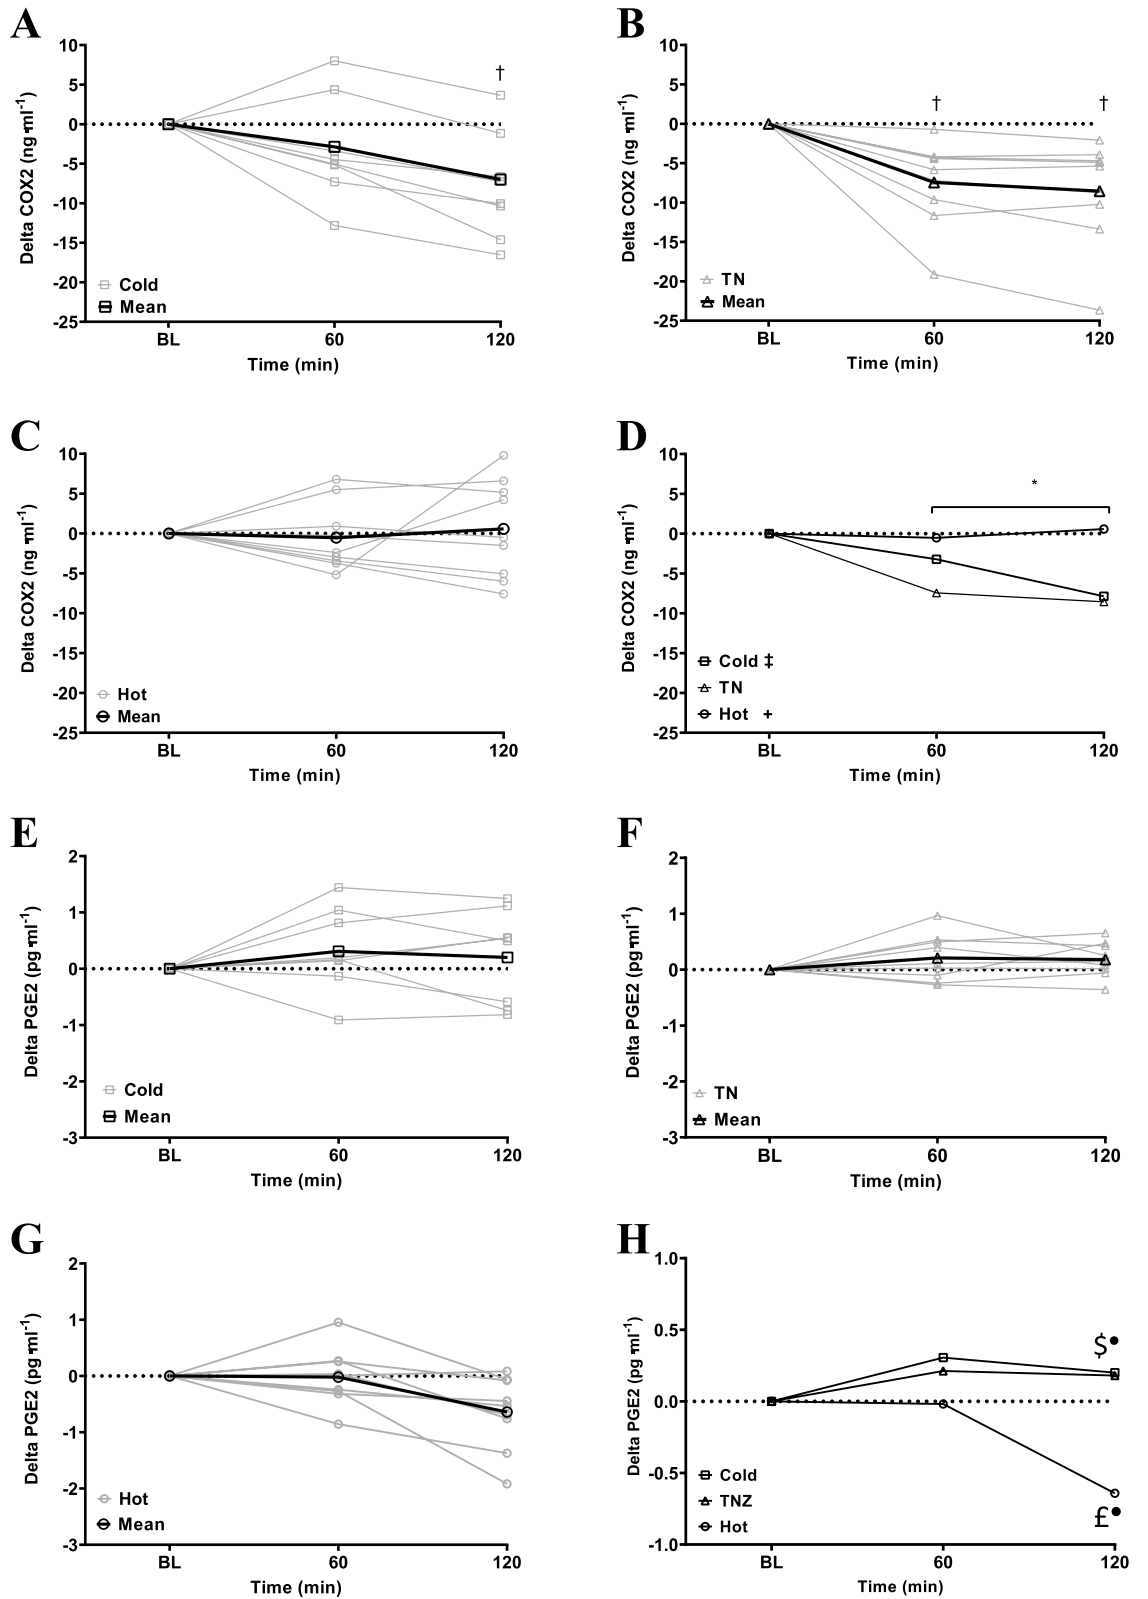 A
Delta COX2 (ng·ml⁻¹)
10
5
0
-5
-10
-15
-20
-25
†
Cold
Mean
BL 60 120
Time (min)
B
Delta COX2 (ng·ml⁻¹)
10
5
0
-5
-10
-15
-20
-25
† †
TN
Mean
BL 60 120
Time (min)
C
Delta COX2 (ng·ml⁻¹)
10
5
0
-5
-10
-15
-20
-25
Hot
Mean
BL 60 120
Time (min)
D
Delta COX2 (ng·ml⁻¹)
10
5
0
-5
-10
-15
-20
-25
*
Cold ‡
TN
Hot +
BL 60 120
Time (min)
E
Delta PGE2 (pg·ml⁻¹)
2
1
0
-1
-2
-3
Cold
Mean
BL 60 120
Time (min)
F
Delta PGE2 (pg·ml⁻¹)
2
1
0
-1
-2
-3
TN
Mean
BL 60 120
Time (min)
G
Delta PGE2 (pg·ml⁻¹)
2
1
0
-1
-2
-3
Hot
Mean
BL 60 120
Time (min)
H
Delta PGE2 (pg·ml⁻¹)
1.0
0.5
0.0
-0.5
-1.0
$•
£•
Cold
TNZ
Hot
BL 60 120
Time (min)